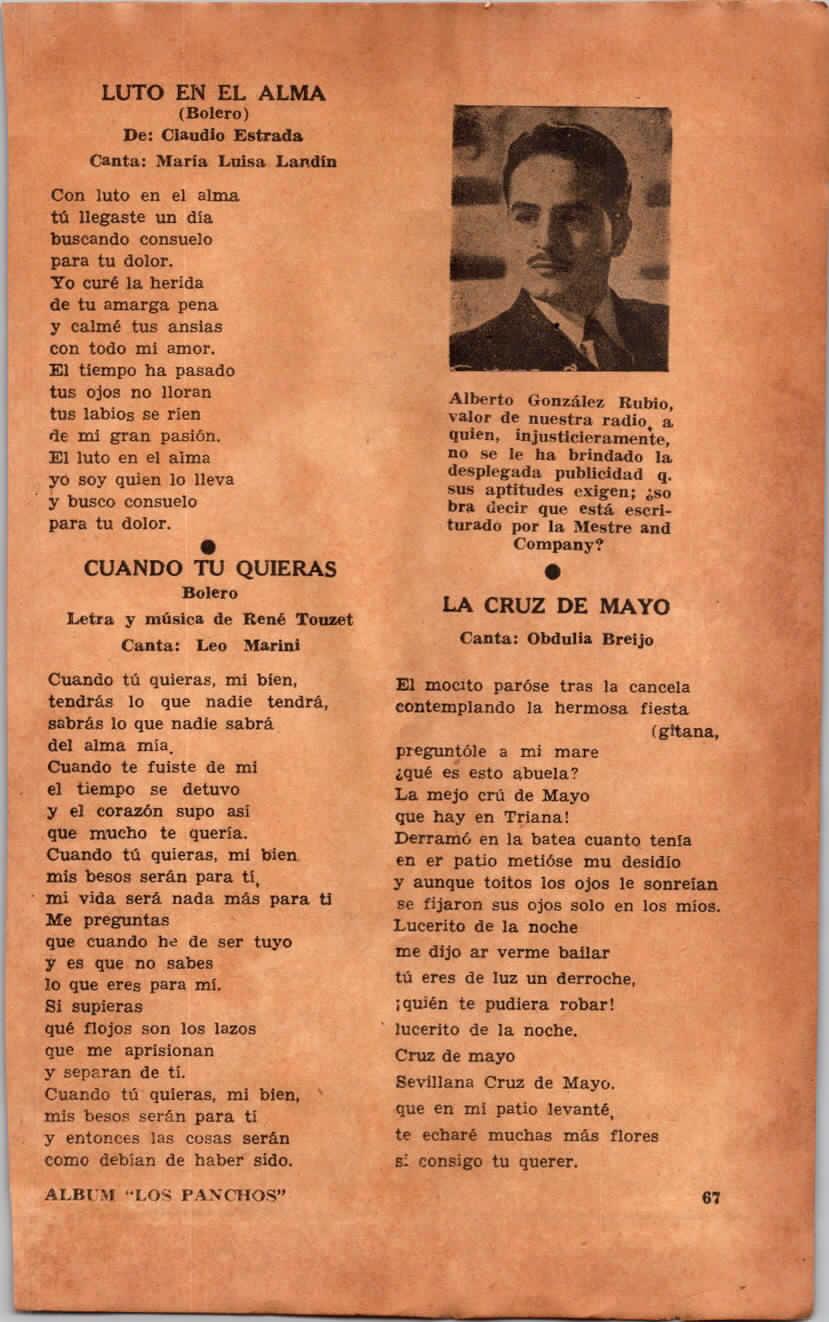 LUTO EN EL ALMA
(Bolero)
De: Claudio Estrada
Canta: María Luisa Landín
Con luto en el alma
tú llegaste un día
buscando consuelo
para tu dolor.
Yo curé la herida
de tu amarga pena
y calmé tus ansias
con todo mi amor.
El tiempo ha pasado
tus ojos no lloran
tus labios se rien
de mi gran pasión.
El luto en el alma
yo soy quien lo lleva
y busco consuelo
para tu dolor.
CUANDO TU QUIERAS
Bolero
Letra y música de René Touzet
Canta: Leo Marini
Cuando tú quieras, mi bien,
tendrás lo que nadie tendrá,
sabrás lo que nadie sabrá
del alma mía.
Cuando te fuiste de mi
el tiempo se detuvo
y el corazón supo así
que mucho te quería.
Cuando tú quieras, mi bien
mis besos serán para tí,
mi vida será nada más para ti
Me preguntas
que cuando he de ser tuyo
y es que no sabes
lo que eres para mí.
Si supieras
qué flojos son los lazos
que me aprisionan
y separan de tí.
Cuando tú quieras, mi bien,
mis besos serán para tí
y entonces las cosas serán
como debían de haber sido.
ALBUM "LOS PANCHOS"
Alberto González Rubio,
valor de nuestra radio, a
quien, injusticieramente,
no se le ha brindado la
desplegada publicidad q.
sus aptitudes exigen; ¿so
bra decir que está escri-
turado por la Mestre and
Company?
LA CRUZ DE MAYO
Canta: Obdulia Breijo
El mocito paróse tras la cancela
contemplando la hermosa fiesta
(gitana,
preguntóle a mi mare
¿qué es esto abuela?
La mejo crú de Mayo
que hay en Triana!
Derramó en la batea cuanto tenía
en er patio metióse mu desidio
y aunque toitos los ojos le sonreían
se fijaron sus ojos solo en los míos.
Lucerito de la noche
me dijo ar verme bailar
tú eres de luz un derroche,
¡quién te pudiera robar!
lucerito de la noche.
Cruz de mayo
Sevillana Cruz de Mayo.
que en mi patio levanté,
te echaré muchas más flores
si consigo tu querer.
67